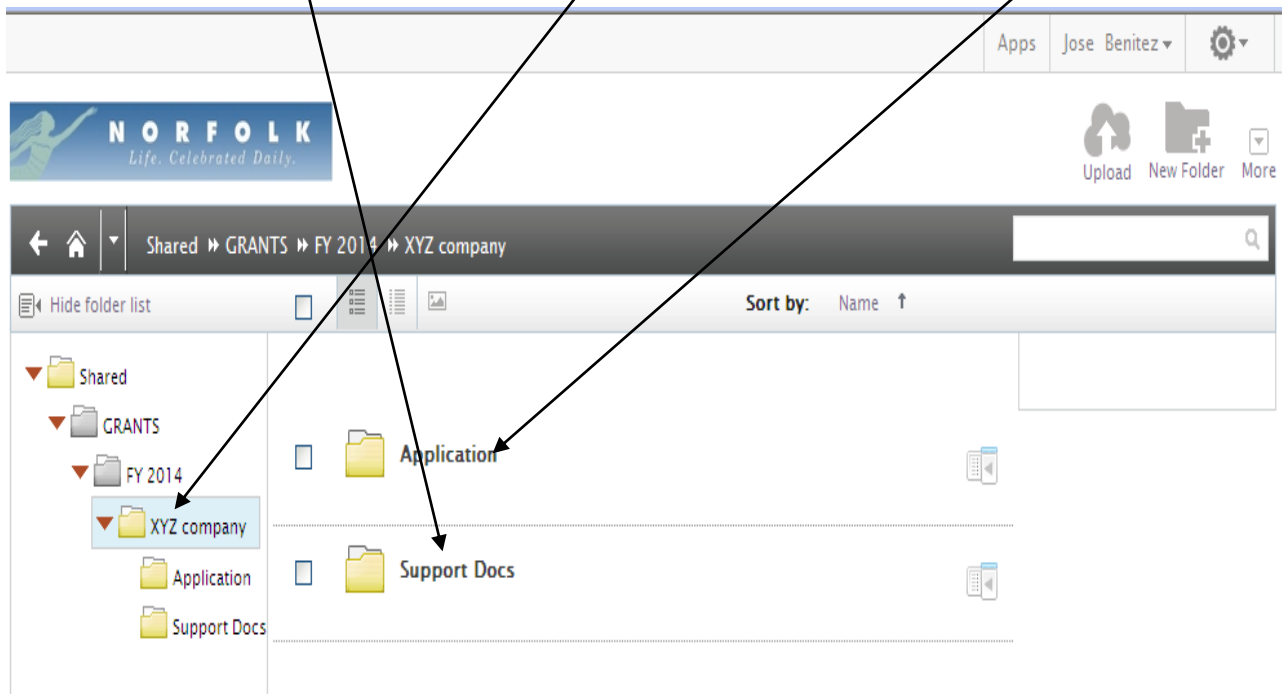 Apps Jose Benitez
NORFOLK
Life. Celebrated Daily.
Upload New Folder More
Shared » GRANTS » FY 2014 » XYZ company
Hide folder list Sort by: Name ↑
Shared
GRANTS
FY 2014
XYZ company
Application
Support Docs
Application
Support Docs